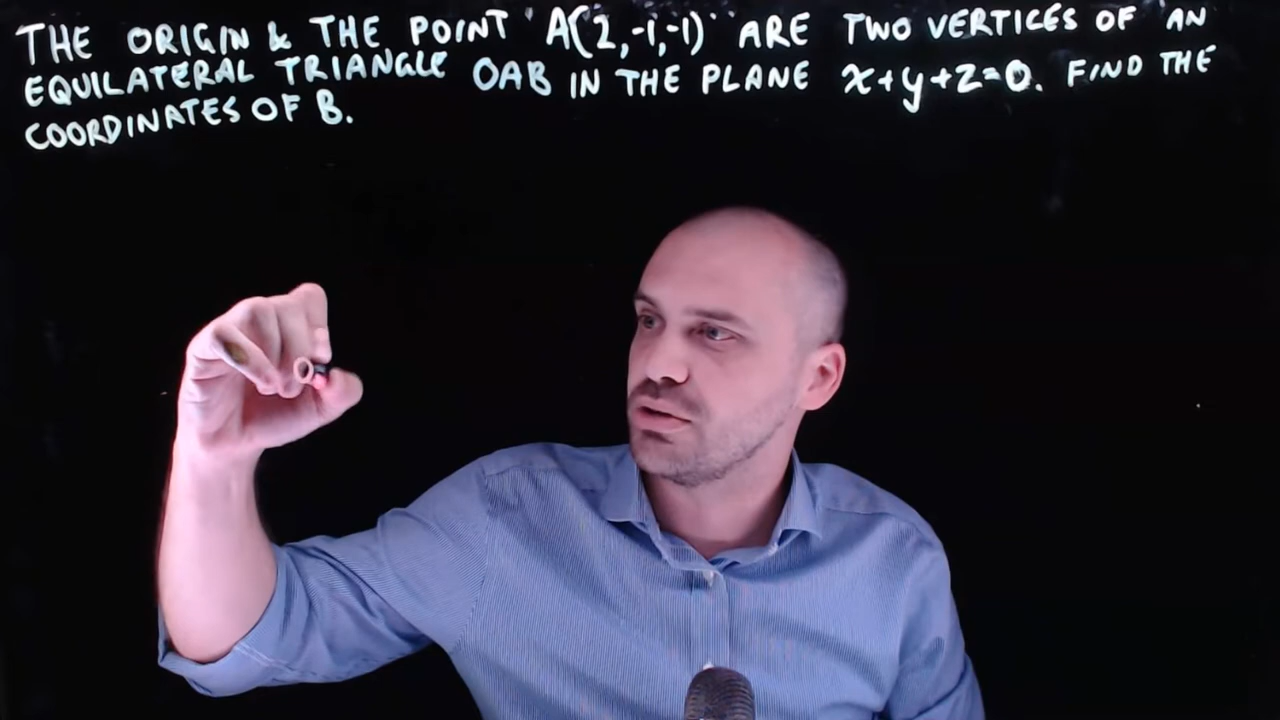 THE ORIGIN & THE POINT A(2,-1,-1) ARE TWO VERTICES OF AN
EQUILATERAL TRIANGLE OAB IN THE PLANE x+y+z=0. FIND THE
COORDINATES OF B.